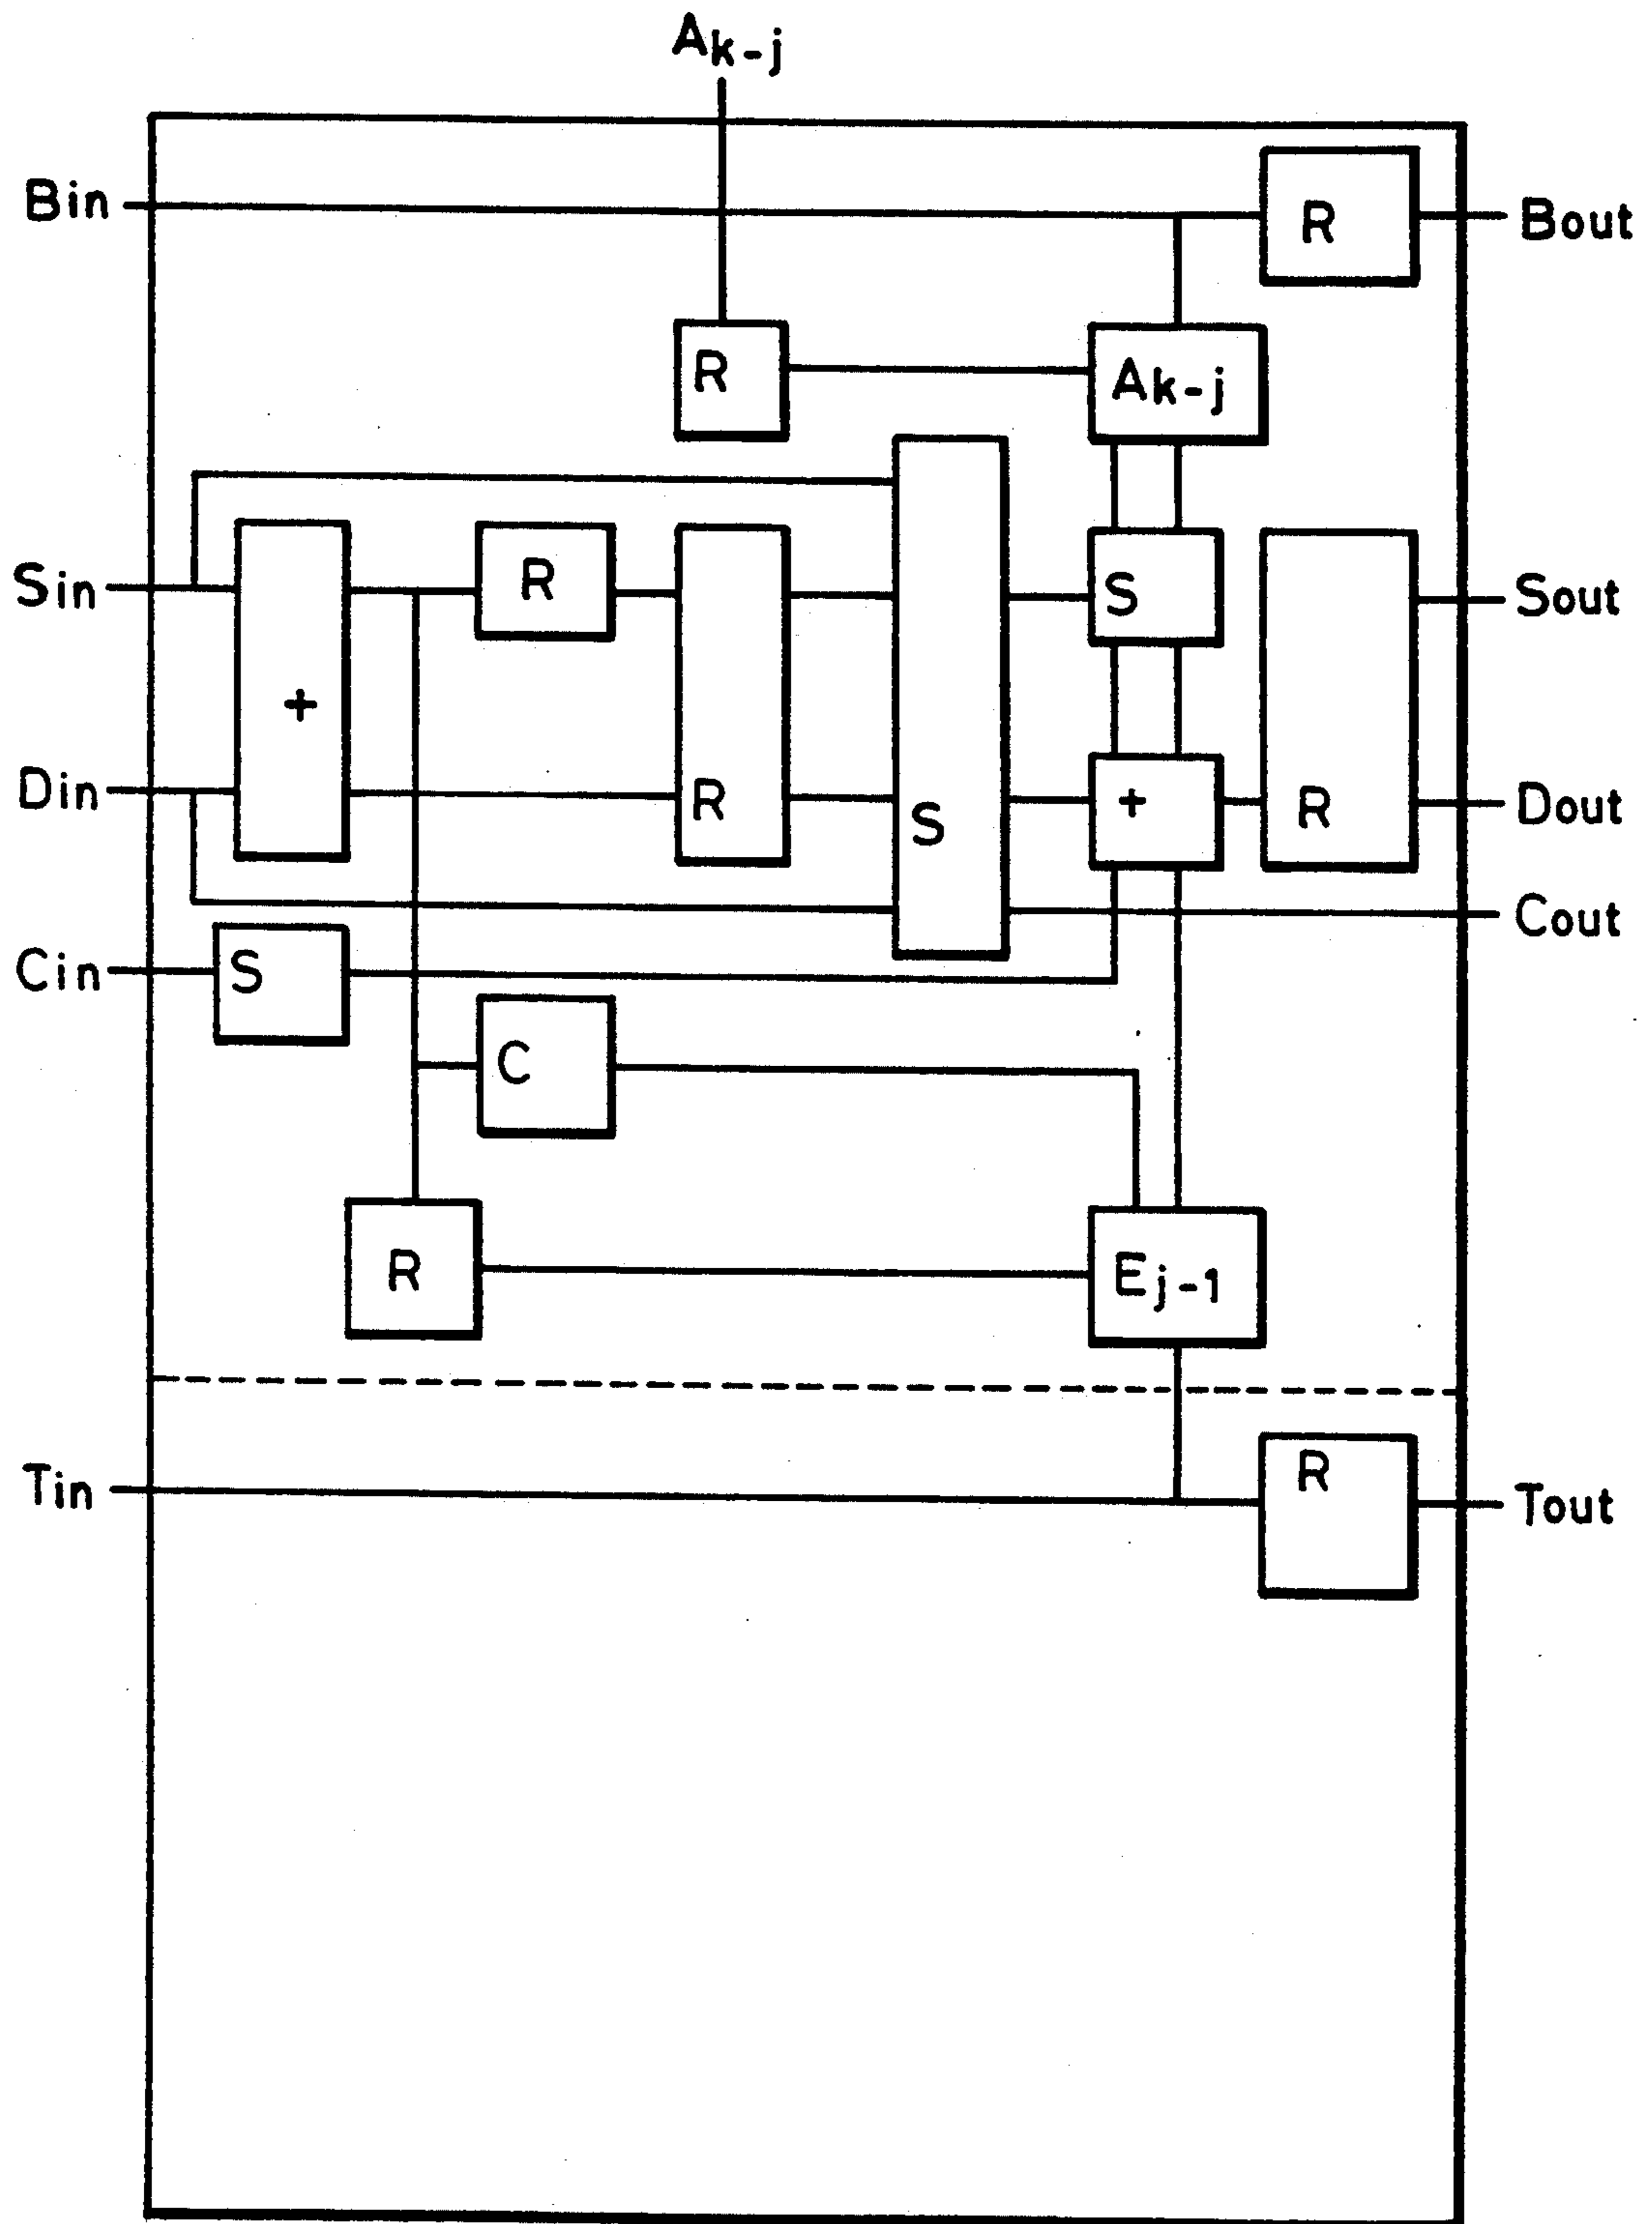 Ak-j
Bin
R
Bout
R
Ak-j
Sin
R
S
Sout
+
Din
R
S
+
R
Dout
Cout
Cin
S
C
R
Ej-1
Tin
R
Tout